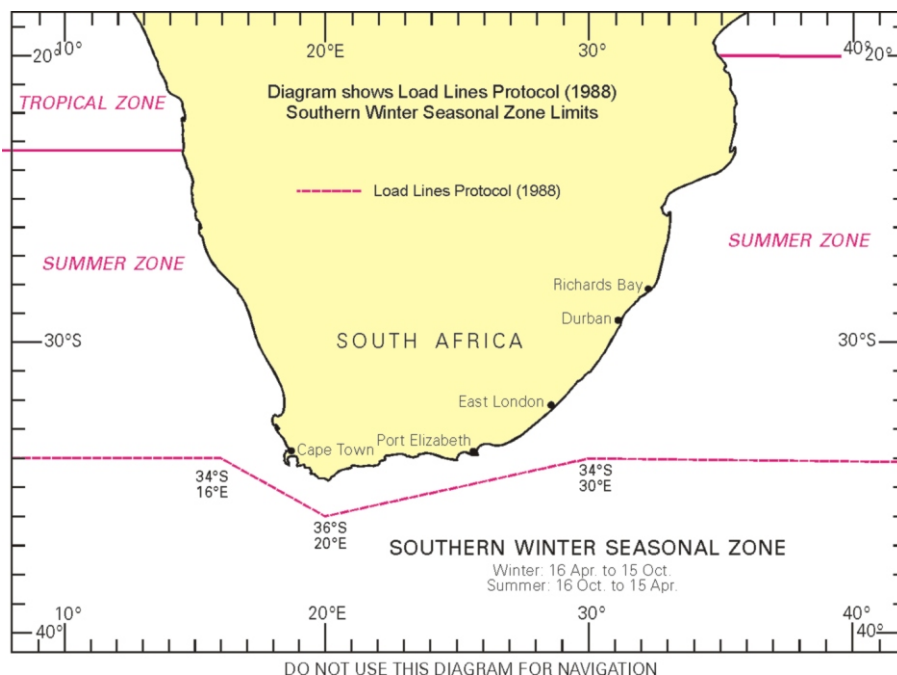 10°
20°E
30°
40°
20°
20°
Diagram shows Load Lines Protocol (1988)
Southern Winter Seasonal Zone Limits
TROPICAL ZONE
Load Lines Protocol (1988)
SUMMER ZONE
SUMMER ZONE
Richards Bay
Durban
30°S
SOUTH AFRICA
30°S
East London
Port Elizabeth
Cape Town
34°S
16°E
34°S
30°E
36°S
20°E
SOUTHERN WINTER SEASONAL ZONE
Winter: 16 Apr. to 15 Oct.
Summer: 16 Oct. to 15 Apr.
10°
20°E
30°
40°
40°
40°
DO NOT USE THIS DIAGRAM FOR NAVIGATION